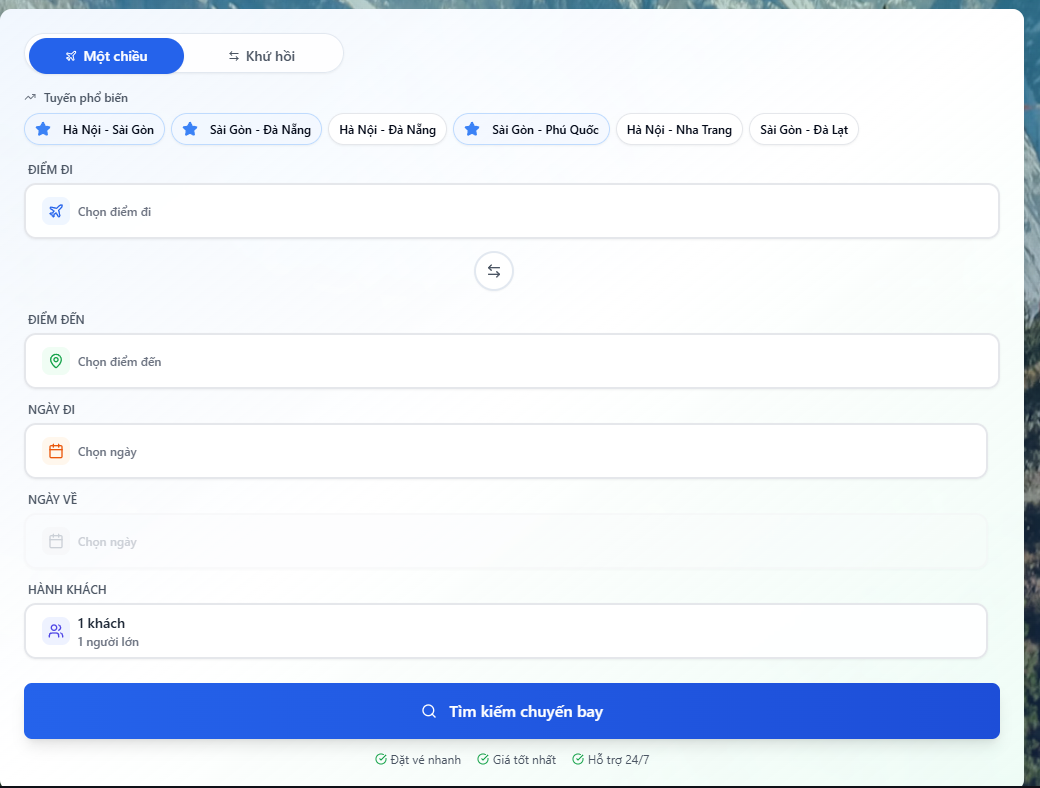 Một chiều
Khứ hồi
Tuyến phổ biến
Hà Nội - Sài Gòn
Sài Gòn - Đà Nẵng
Hà Nội - Đà Nẵng
Sài Gòn - Phú Quốc
Hà Nội - Nha Trang
Sài Gòn - Đà Lạt
ĐIỂM ĐI
Chọn điểm đi
ĐIỂM ĐẾN
Chọn điểm đến
NGÀY ĐI
Chọn ngày
NGÀY VỀ
Chọn ngày
HÀNH KHÁCH
1 khách
1 người lớn
Tìm kiếm chuyến bay
Đặt vé nhanh
Giá tốt nhất
Hỗ trợ 24/7